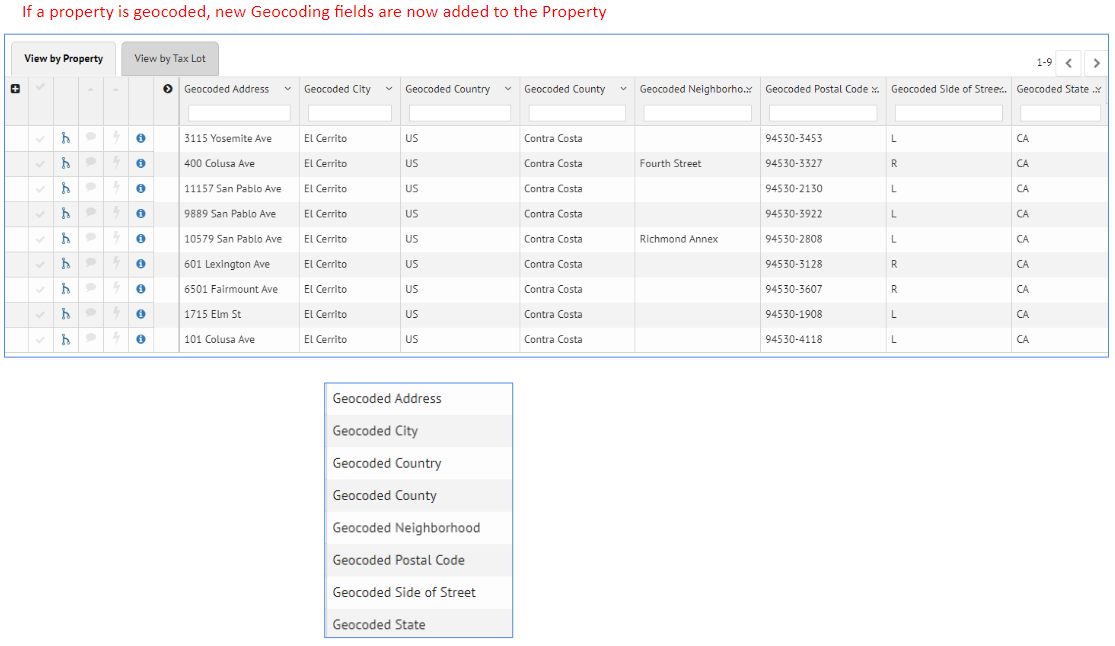 If a property is geocoded, new Geocoding fields are now added to the Property
View by Property View by Tax Lot 1-9
Geocoded Address Geocoded City Geocoded Country Geocoded County Geocoded Neighborho... Geocoded Postal Code Geocoded Side of Stree... Geocoded State
3115 Yosemite Ave El Cerrito US Contra Costa 94530-3453 L CA
400 Colusa Ave El Cerrito US Contra Costa Fourth Street 94530-3327 R CA
11157 San Pablo Ave El Cerrito US Contra Costa 94530-2130 L CA
9889 San Pablo Ave El Cerrito US Contra Costa 94530-3922 L CA
10579 San Pablo Ave El Cerrito US Contra Costa Richmond Annex 94530-2808 L CA
601 Lexington Ave El Cerrito US Contra Costa 94530-3128 R CA
6501 Fairmount Ave El Cerrito US Contra Costa 94530-3607 R CA
1715 Elm St El Cerrito US Contra Costa 94530-1908 L CA
101 Colusa Ave El Cerrito US Contra Costa 94530-4118 L CA
Geocoded Address
Geocoded City
Geocoded Country
Geocoded County
Geocoded Neighborhood
Geocoded Postal Code
Geocoded Side of Street
Geocoded State